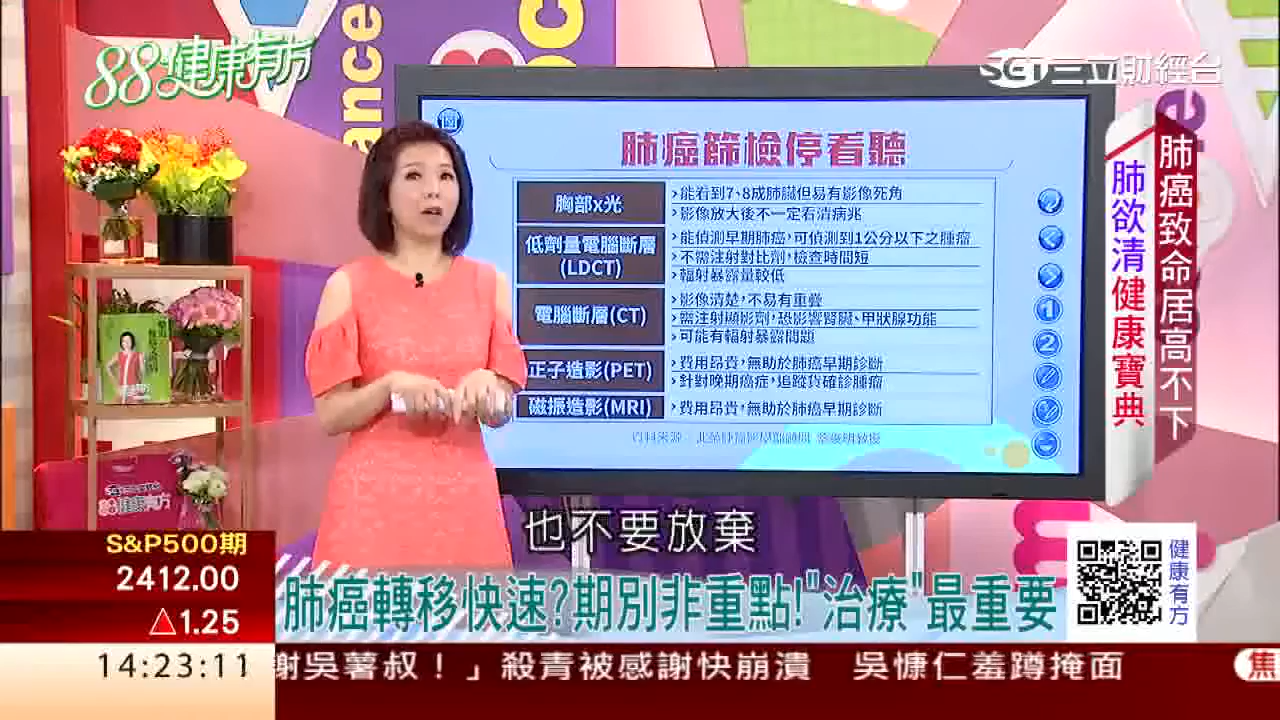 88健康有方
SET三立財經台
ance
肺癌篩檢停看聽
胸部x光
›能看到7、8成肺臟但易有影像死角
›影像放大後不一定看清病兆
低劑量電腦斷層
(LDCT)
›能偵測早期肺癌，可偵測到1公分以下之腫瘤
›不需注射對比劑，檢查時間短
›輻射暴露量較低
電腦斷層(CT)
›影像清楚，不易有重疊
›需注射顯影劑，恐影響腎臟、甲狀腺功能
›可能有輻射暴露問題
正子造影(PET)
›費用昂貴，無助於肺癌早期診斷
›針對晚期癌症，追蹤貨確診腫瘤
磁振造影(MRI)
›費用昂貴，無助於肺癌早期診斷
1
2
肺癌致命居高不下
肺欲清健康寶典
88健康有方
也不要放棄
S&P500期
2412.00
△1.25
肺癌轉移快速?期別非重點!"治療"最重要
健康有方
14:23:11
謝吳薯叔！」殺青被感謝快崩潰 吳慷仁羞蹲掩面
焦